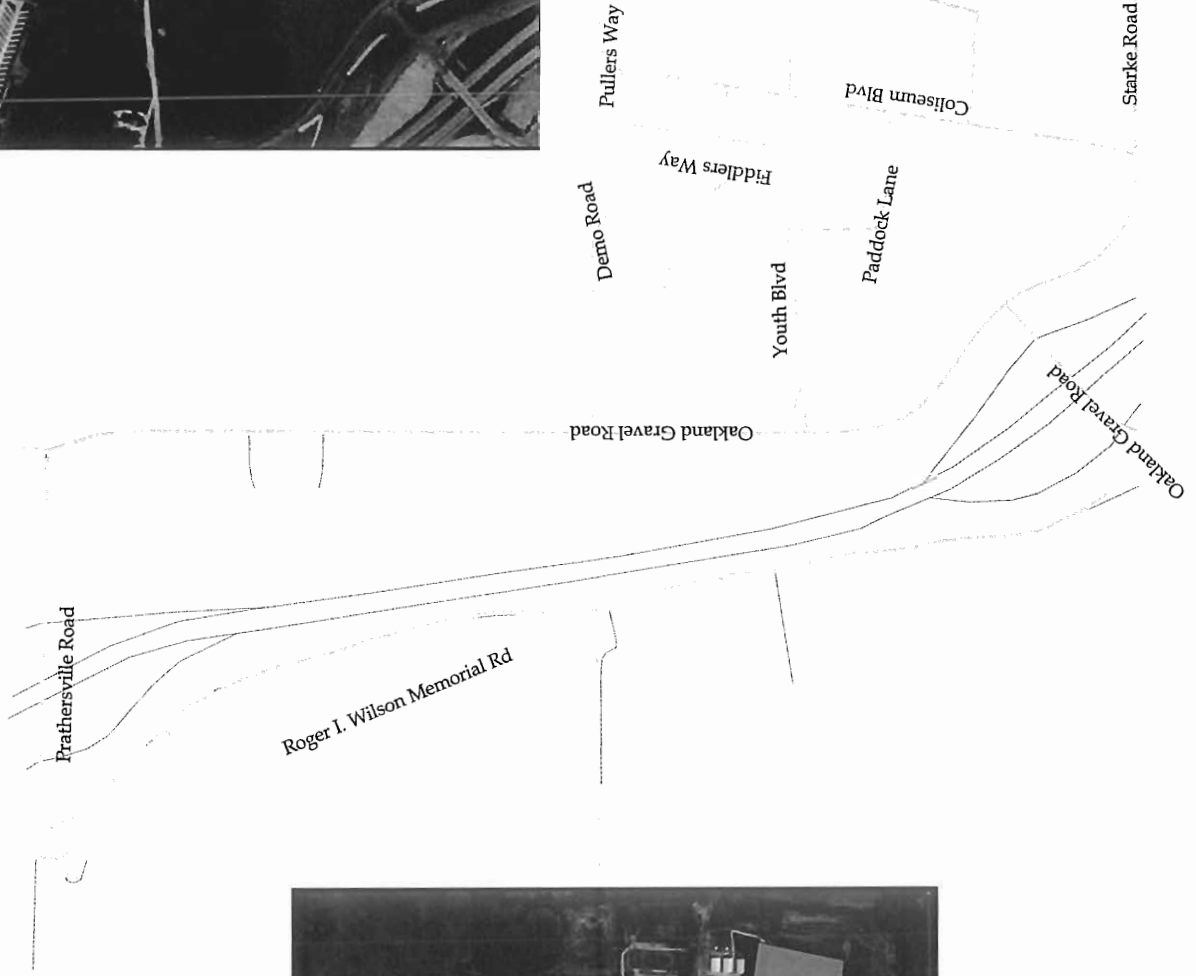 Pullers Way
Starke Road
Coliseum Blvd
Fiddlers Way
Demo Road
Paddock Lane
Youth Blvd
Oakland Gravel Road
Oakland Gravel Road
Prathersville Road
Roger I. Wilson Memorial Rd